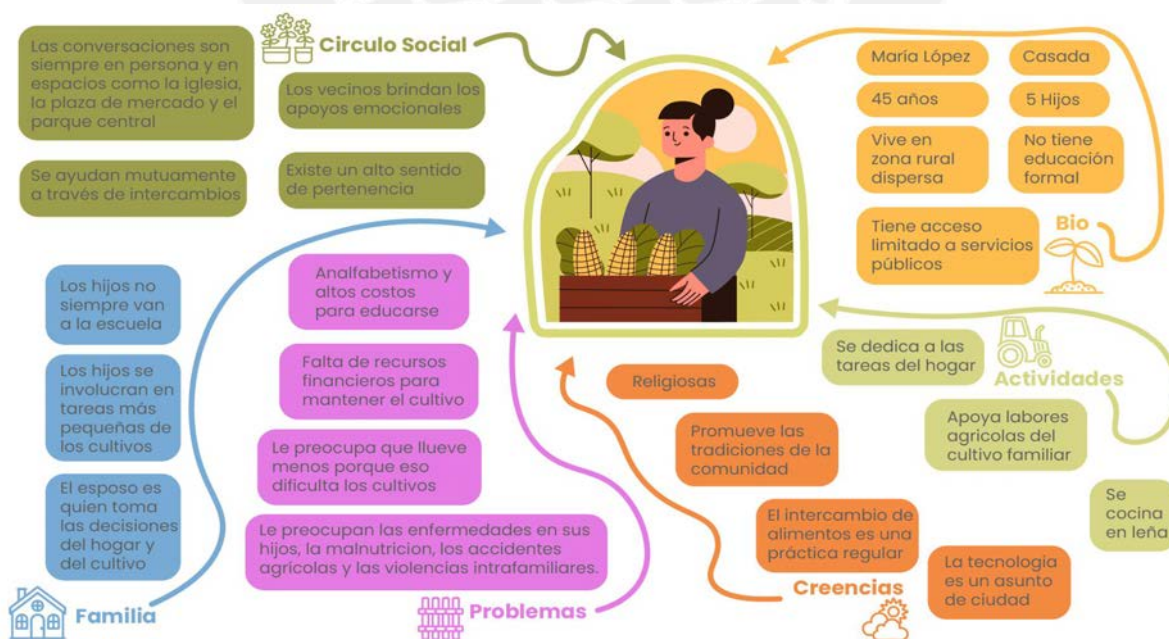 Circulo Social
Las conversaciones son
siempre en persona y en
espacios como la iglesia,
la plaza de mercado y el
parque central
Los vecinos brindan los
apoyos emocionales
Se ayudan mutuamente
a través de intercambios
Existe un alto sentido
de pertenencia
María López
Casada
45 años
5 Hijos
Vive en
zona rural
dispersa
No tiene
educación
formal
Tiene acceso
limitado a servicios
públicos
Bio
Los hijos no
siempre van
a la escuela
Los hijos se
involucran en
tareas más
pequeñas de
los cultivos
El esposo es
quien toma
las decisiones
del hogar y
del cultivo
Familia
Analfabetismo y
altos costos
para educarse
Falta de recursos
financieros para
mantener el cultivo
Le preocupa que llueve
menos porque eso
dificulta los cultivos
Le preocupan las enfermedades en sus
hijos, la malnutricion, los accidentes
agrícolas y las violencias intrafamiliares.
Problemas
Religiosas
Promueve las
tradiciones de la
comunidad
El intercambio de
alimentos es una
práctica regular
La tecnología
es un asunto
de ciudad
Creencias
Se dedica a las
tareas del hogar
Actividades
Apoya labores
agrícolas del
cultivo familiar
Se
cocina
en leña